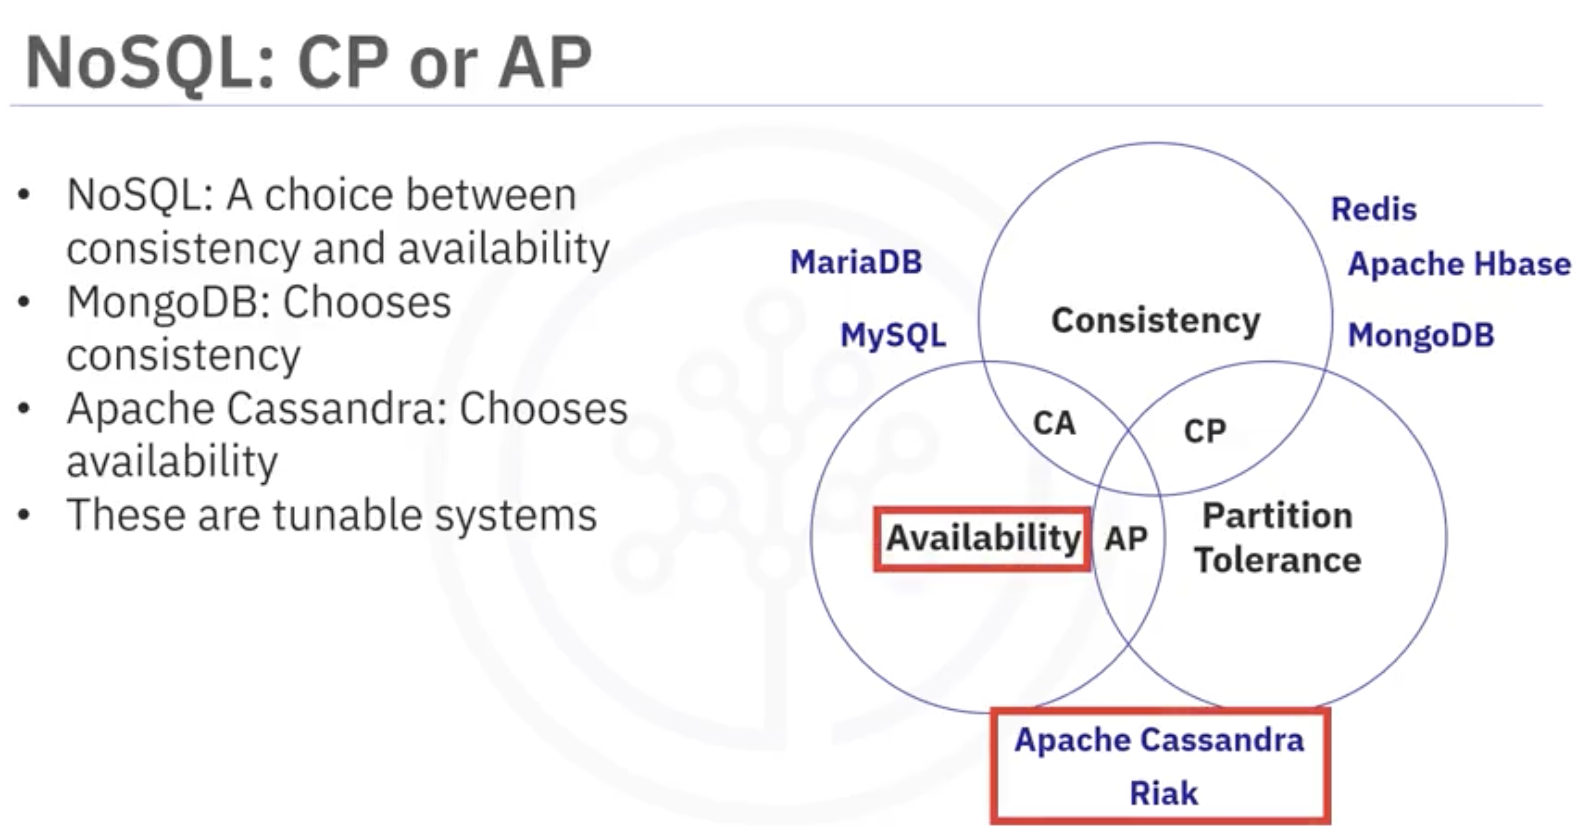 NoSQL: CP or AP
• NoSQL: A choice between
consistency and availability
• MongoDB: Chooses
consistency
• Apache Cassandra: Chooses
availability
• These are tunable systems
Redis
MariaDB
Apache Hbase
MySQL
MongoDB
Consistency
CA
CP
Availability
AP
Partition
Tolerance
Apache Cassandra
Riak